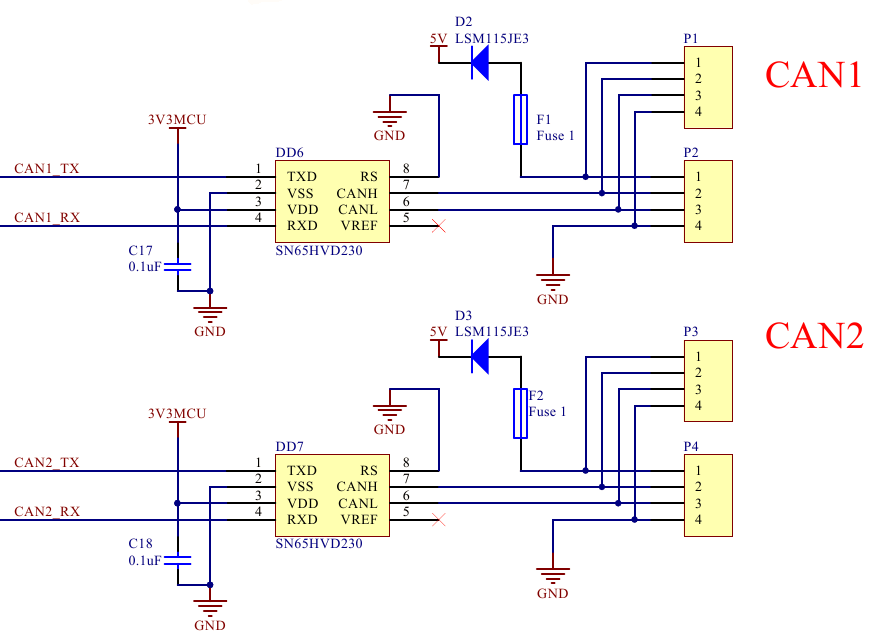 D2
5V LSM115JE3
P1
1
2
3
4
CAN1
GND
F1
Fuse 1
3V3MCU
DD6
P2
CAN1_TX 1 TXD RS 8 1
2 VSS CANH 7 2
3 VDD CANL 6 3
CAN1_RX 4 RXD VREF 5 4
C17
0.1uF
SN65HVD230
GND
GND
D3
5V LSM115JE3
P3
1
2
3
4
CAN2
GND
F2
Fuse 1
3V3MCU
DD7
P4
CAN2_TX 1 TXD RS 8 1
2 VSS CANH 7 2
3 VDD CANL 6 3
CAN2_RX 4 RXD VREF 5 4
C18
0.1uF
SN65HVD230
GND
GND